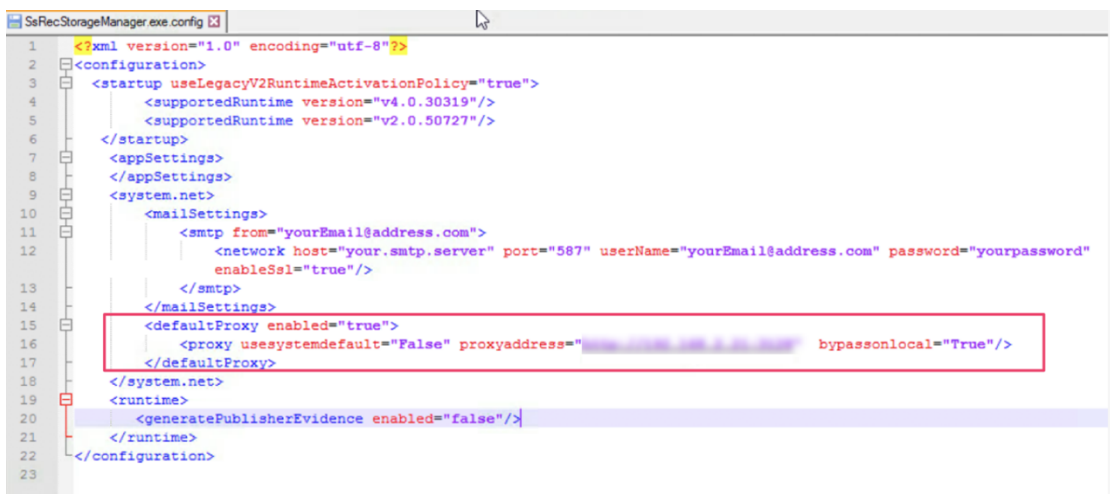 SsRecStorageManager.exe.config
1 <?xml version="1.0" encoding="utf-8"?>
2 <configuration>
3 <startup useLegacyV2RuntimeActivationPolicy="true">
4 <supportedRuntime version="v4.0.30319"/>
5 <supportedRuntime version="v2.0.50727"/>
6 </startup>
7 <appSettings>
8 </appSettings>
9 <system.net>
10 <mailSettings>
11 <smtp from="yourEmail@address.com">
12 <network host="your.smtp.server" port="587" userName="yourEmail@address.com" password="yourpassword"
enableSsl="true"/>
13 </smtp>
14 </mailSettings>
15 <defaultProxy enabled="true">
16 <proxy usesystemdefault="False" proxyaddress=" bypassonlocal="True"/>
17 </defaultProxy>
18 </system.net>
19 <runtime>
20 <generatePublisherEvidence enabled="false"/>
21 </runtime>
22 </configuration>
23